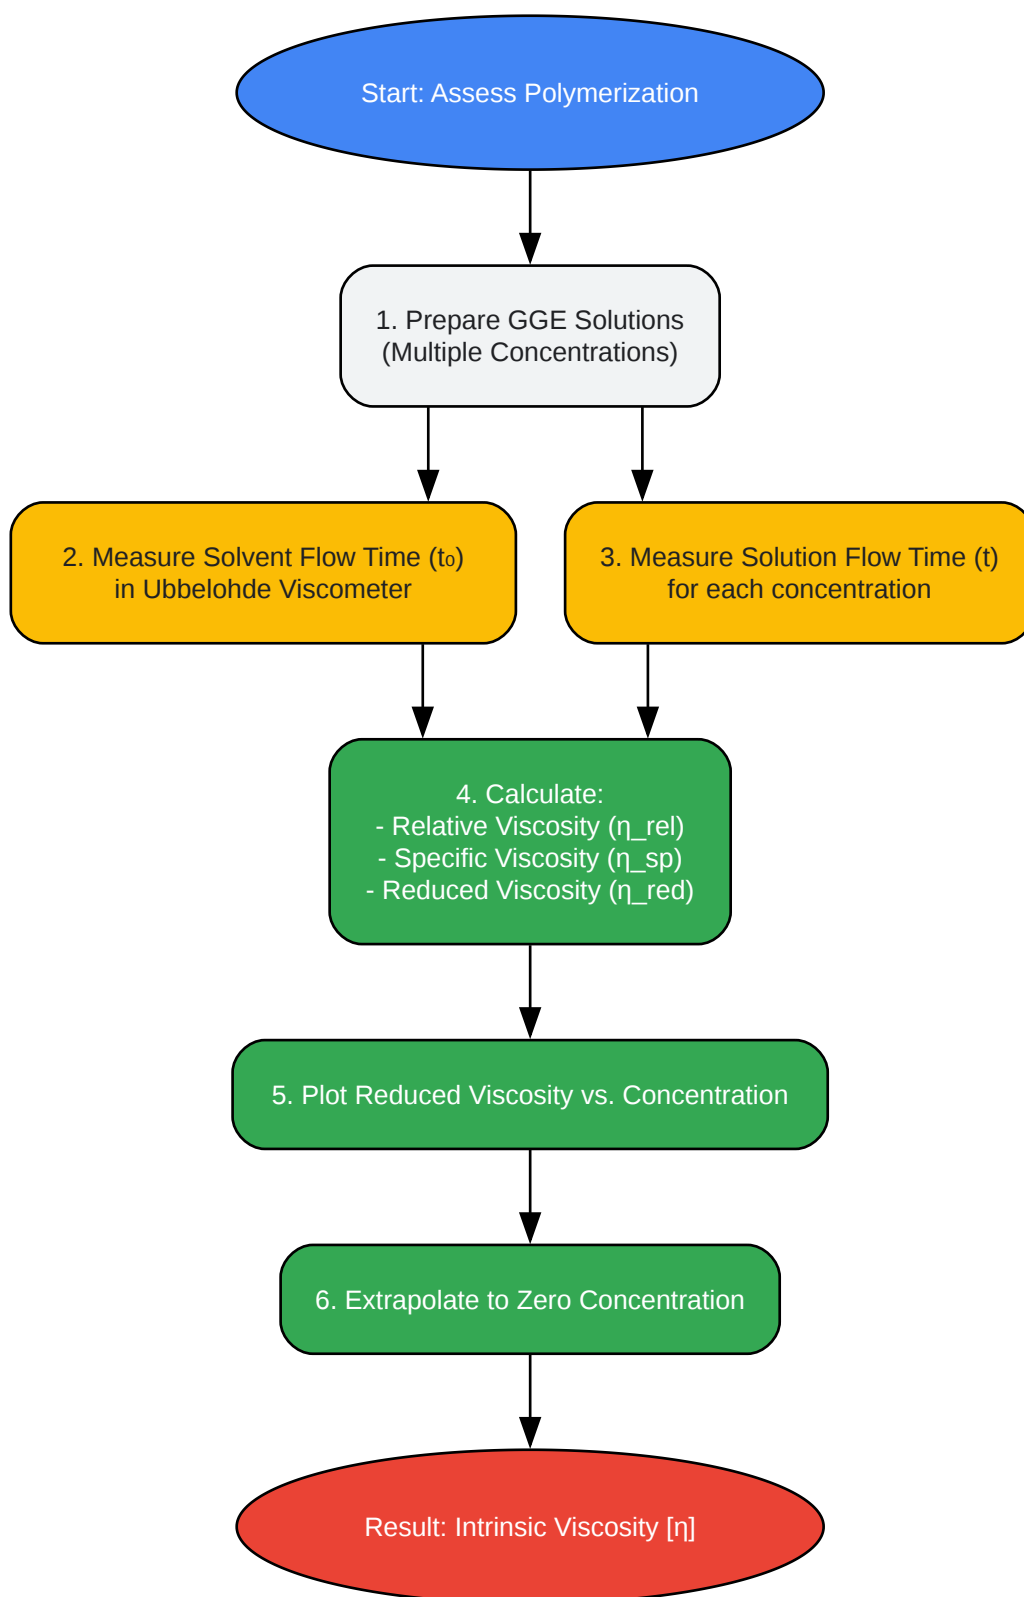 Start: Assess Polymerization
1. Prepare GGE Solutions
(Multiple Concentrations)
2. Measure Solvent Flow Time (t₀)
in Ubbelohde Viscometer
3. Measure Solution Flow Time (t)
for each concentration
4. Calculate:
- Relative Viscosity (η_rel)
- Specific Viscosity (η_sp)
- Reduced Viscosity (η_red)
5. Plot Reduced Viscosity vs. Concentration
6. Extrapolate to Zero Concentration
Result: Intrinsic Viscosity [η]